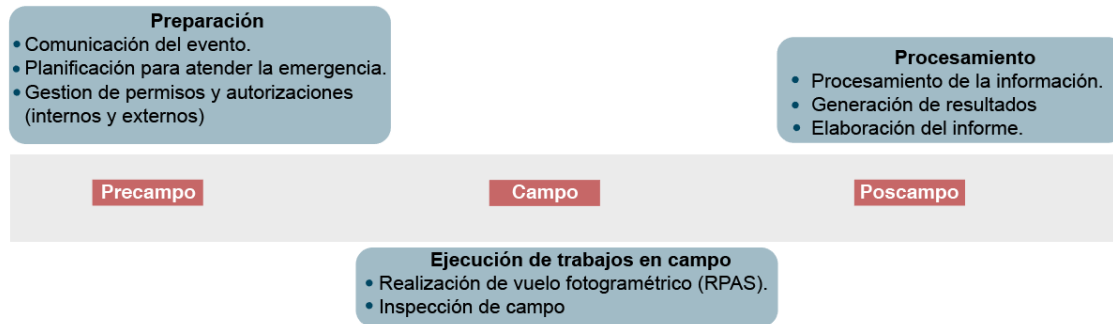 Preparación
• Comunicación del evento.
• Planificación para atender la emergencia.
• Gestion de permisos y autorizaciones
(internos y externos)
Procesamiento
• Procesamiento de la información.
• Generación de resultados
• Elaboración del informe.
Precampo
Campo
Poscampo
Ejecución de trabajos en campo
• Realización de vuelo fotogramétrico (RPAS).
• Inspección de campo